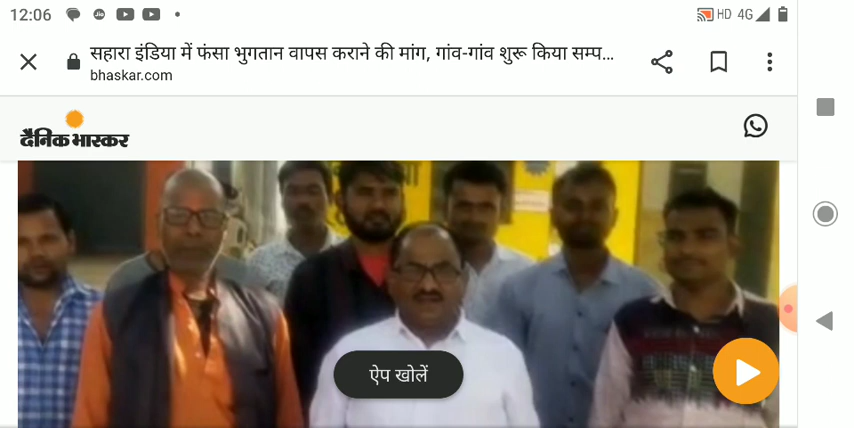 12:06
HD 4G
सहारा इंडिया में फंसा भुगतान वापस कराने की मांग, गांव-गांव शुरू किया सम्प...
bhaskar.com
दैनिक भास्कर
ऐप खोलें